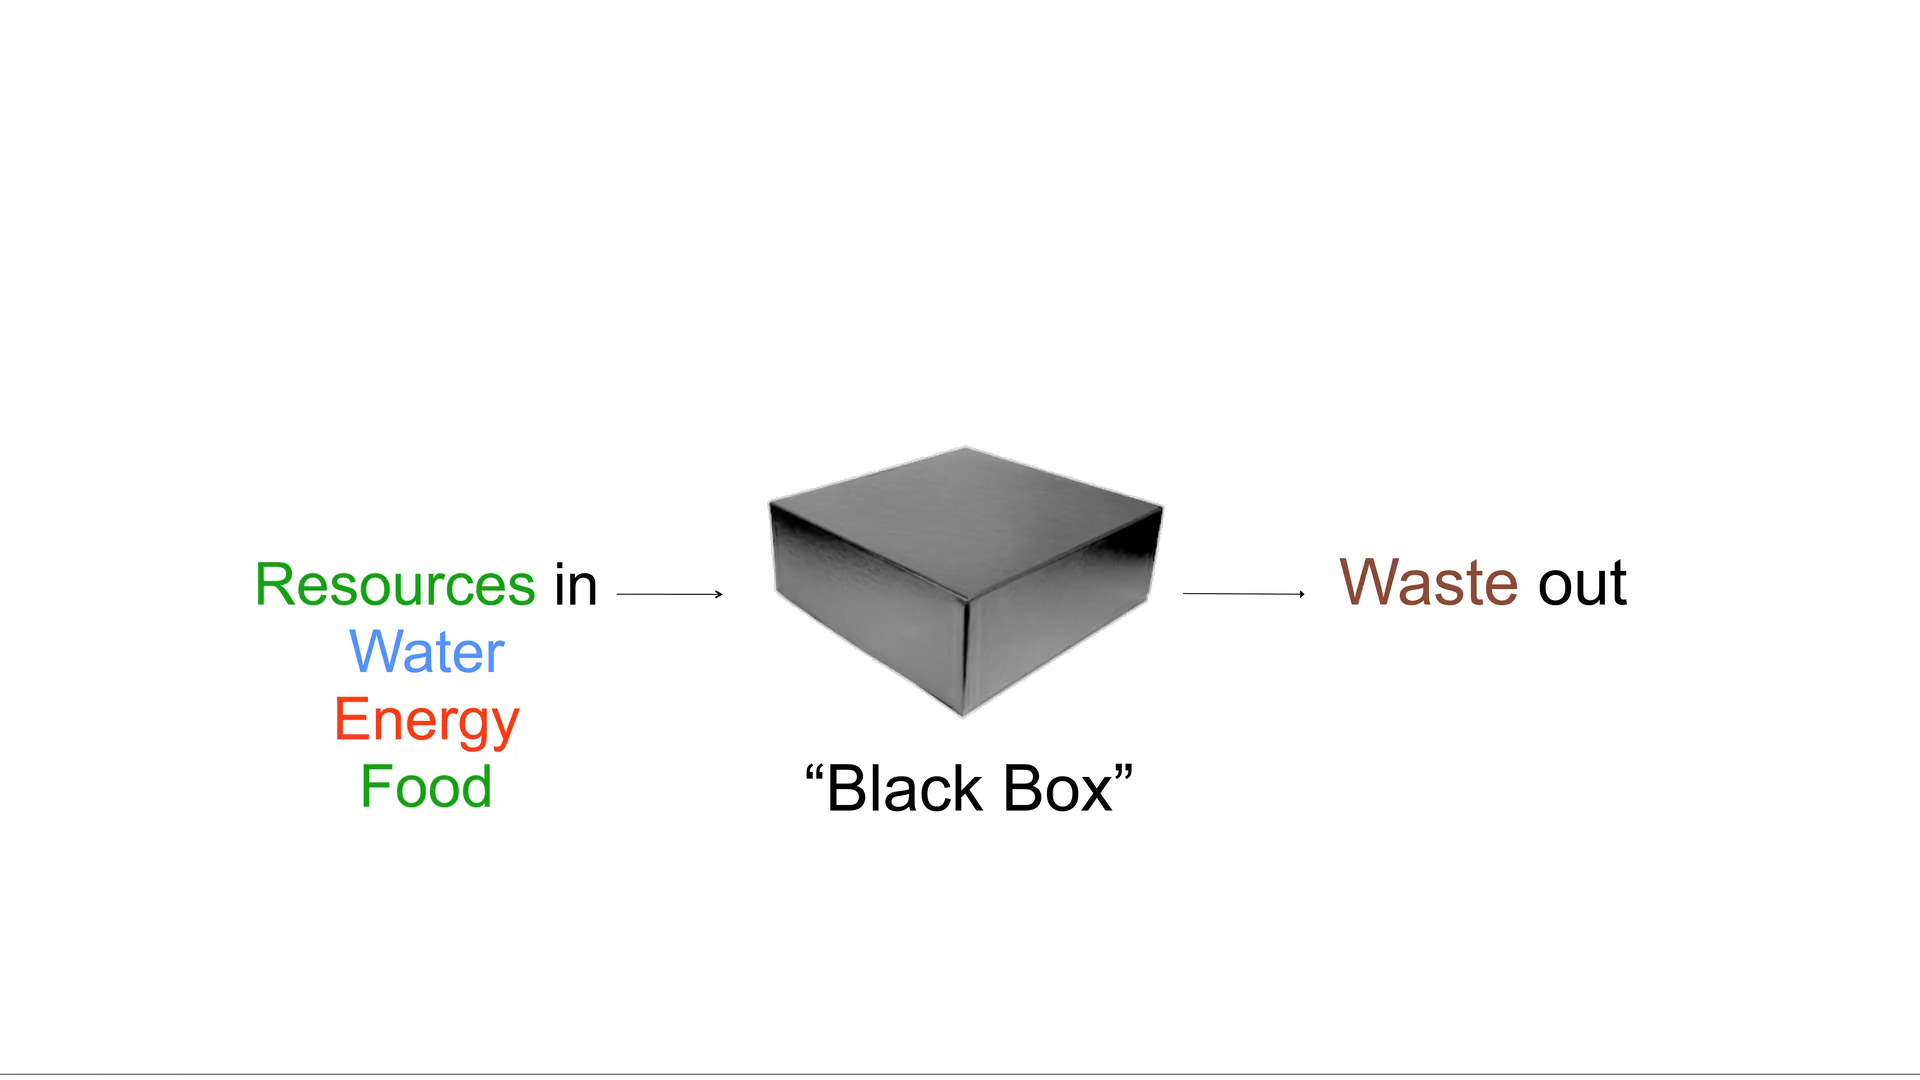 Resources in
Water
Energy
Food
“Black Box”
Waste out